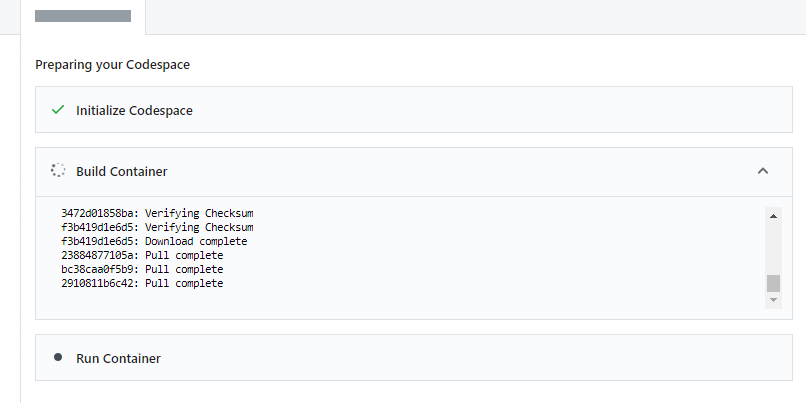 Preparing your Codespace
Initialize Codespace
Build Container
3472d01858ba: Verifying Checksum
f3b419d1e6d5: Verifying Checksum
f3b419d1e6d5: Download complete
23884877105a: Pull complete
bc38caa0f5b9: Pull complete
2910811b6c42: Pull complete
Run Container